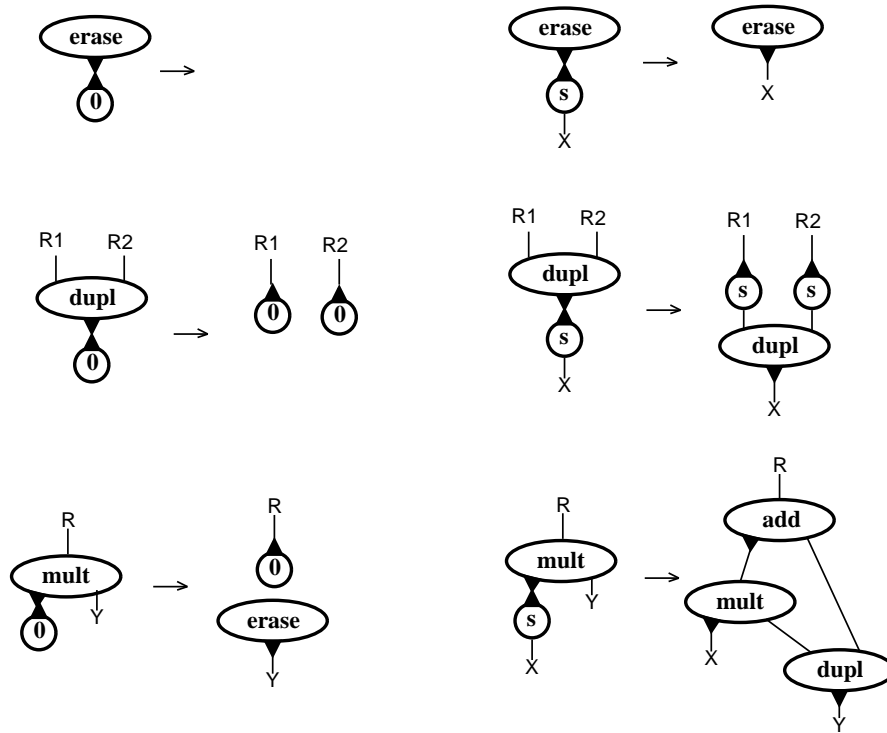 erase erase erase
0 s
X X
R1 R2 R1 R2 R1 R2 R1 R2
dupl 0 0 dupl s s
0 s dupl
X X
R R R R
mult 0 mult add
0 Y erase s Y mult
Y X X dupl
Y